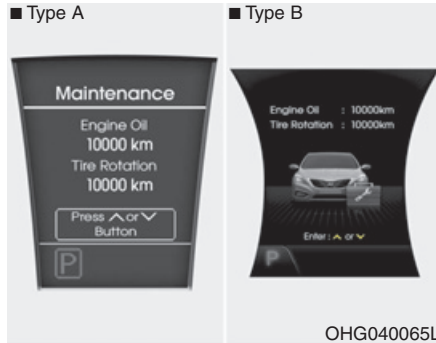 ■ Type A
■ Type B
Maintenance
Engine Oil
10000 km
Tire Rotation
10000 km
Press ∧ or ∨
Button
P
Engine Oil : 10000km
Tire Rotation : 10000km
Enter : ∧ or ∨
P
OHG040065L